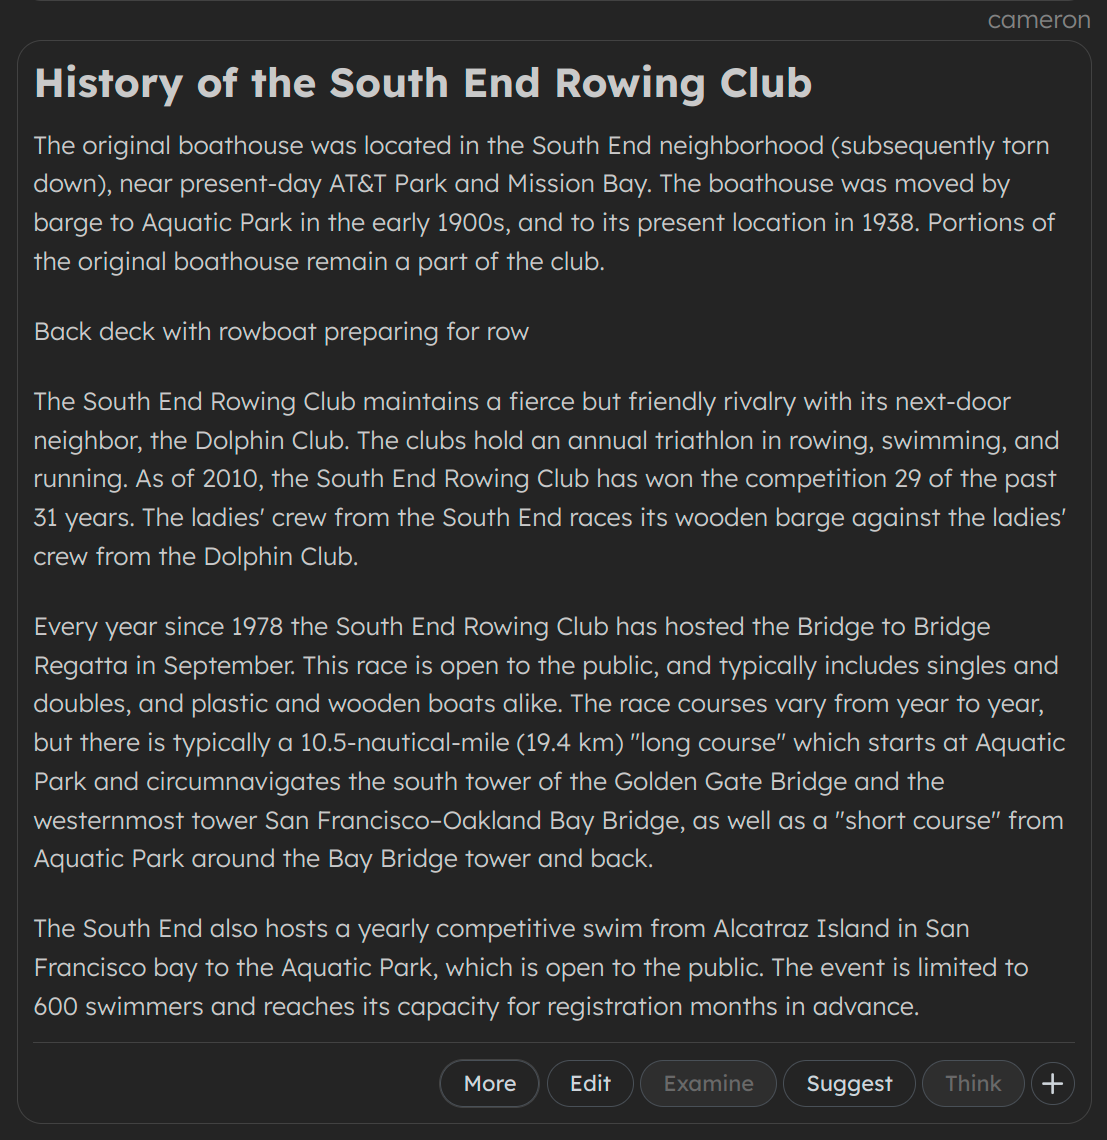 cameron
History of the South End Rowing Club
The original boathouse was located in the South End neighborhood (subsequently torn
down), near present-day AT&T Park and Mission Bay. The boathouse was moved by
barge to Aquatic Park in the early 1900s, and to its present location in 1938. Portions of
the original boathouse remain a part of the club.
Back deck with rowboat preparing for row
The South End Rowing Club maintains a fierce but friendly rivalry with its next-door
neighbor, the Dolphin Club. The clubs hold an annual triathlon in rowing, swimming, and
running. As of 2010, the South End Rowing Club has won the competition 29 of the past
31 years. The ladies' crew from the South End races its wooden barge against the ladies'
crew from the Dolphin Club.
Every year since 1978 the South End Rowing Club has hosted the Bridge to Bridge
Regatta in September. This race is open to the public, and typically includes singles and
doubles, and plastic and wooden boats alike. The race courses vary from year to year,
but there is typically a 10.5-nautical-mile (19.4 km) "long course" which starts at Aquatic
Park and circumnavigates the south tower of the Golden Gate Bridge and the
westernmost tower San Francisco–Oakland Bay Bridge, as well as a "short course" from
Aquatic Park around the Bay Bridge tower and back.
The South End also hosts a yearly competitive swim from Alcatraz Island in San
Francisco bay to the Aquatic Park, which is open to the public. The event is limited to
600 swimmers and reaches its capacity for registration months in advance.
More Edit Examine Suggest Think +